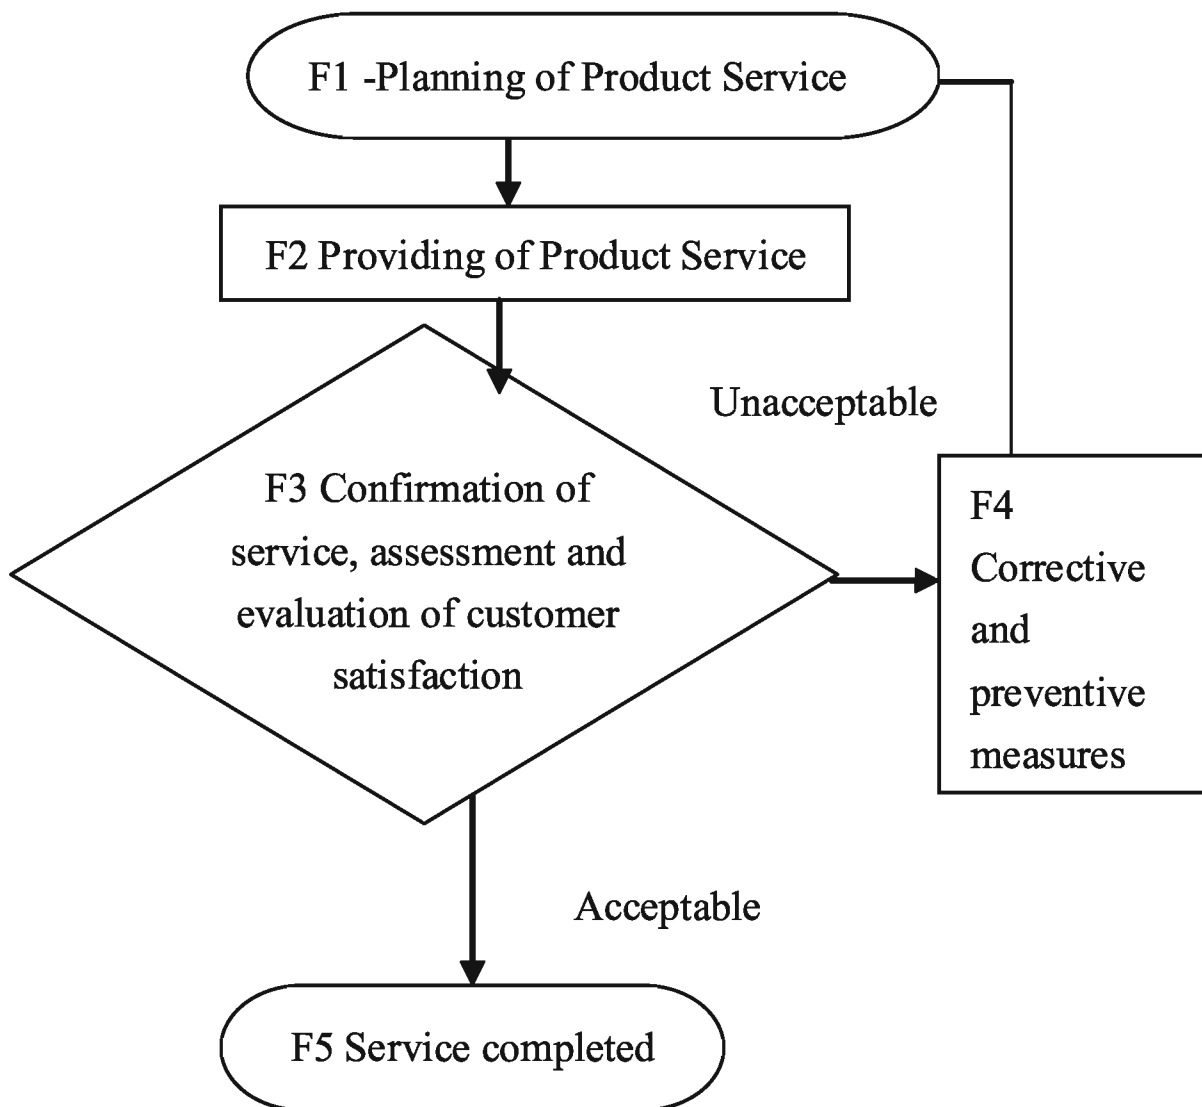 F1 -Planning of Product Service
F2 Providing of Product Service
Unacceptable
F3 Confirmation of
service, assessment and
evaluation of customer
satisfaction
F4
Corrective
and
preventive
measures
Acceptable
F5 Service completed